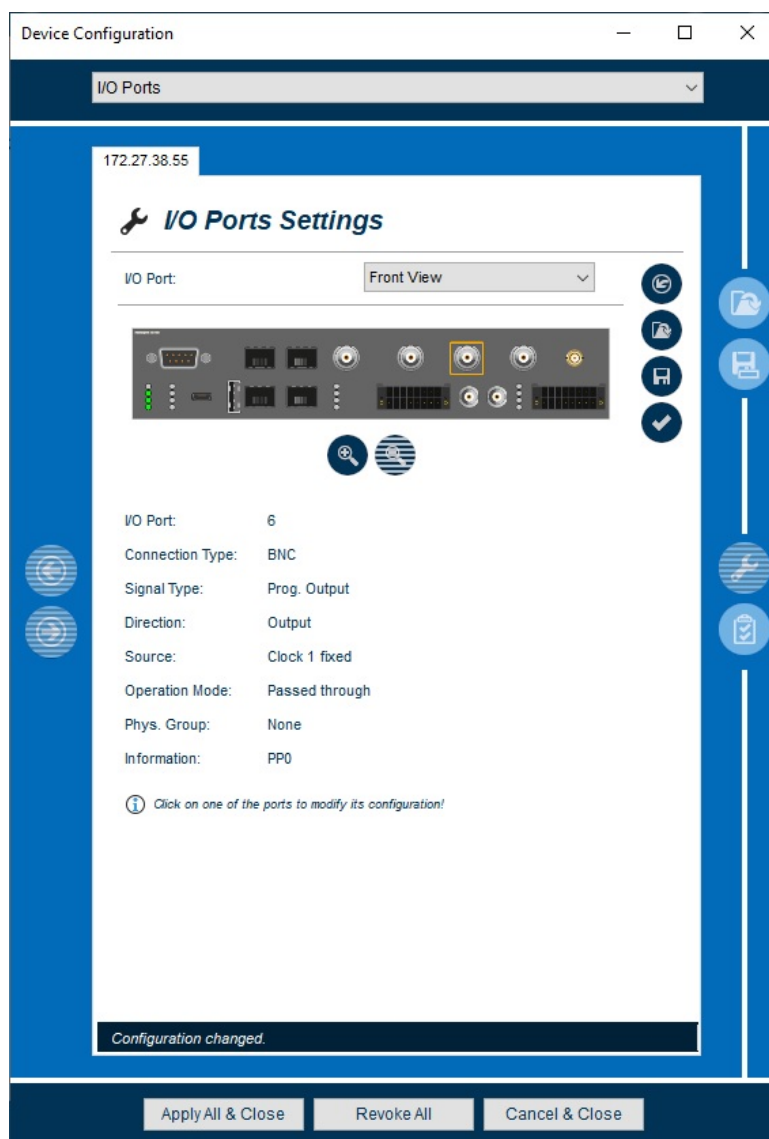 Device Configuration
I/O Ports
172.27.38.55
I/O Ports Settings
I/O Port: Front View
I/O Port: 6
Connection Type: BNC
Signal Type: Prog. Output
Direction: Output
Source: Clock 1 fixed
Operation Mode: Passed through
Phys. Group: None
Information: PP0
Click on one of the ports to modify its configuration!
Configuration changed.
Apply All & Close Revoke All Cancel & Close